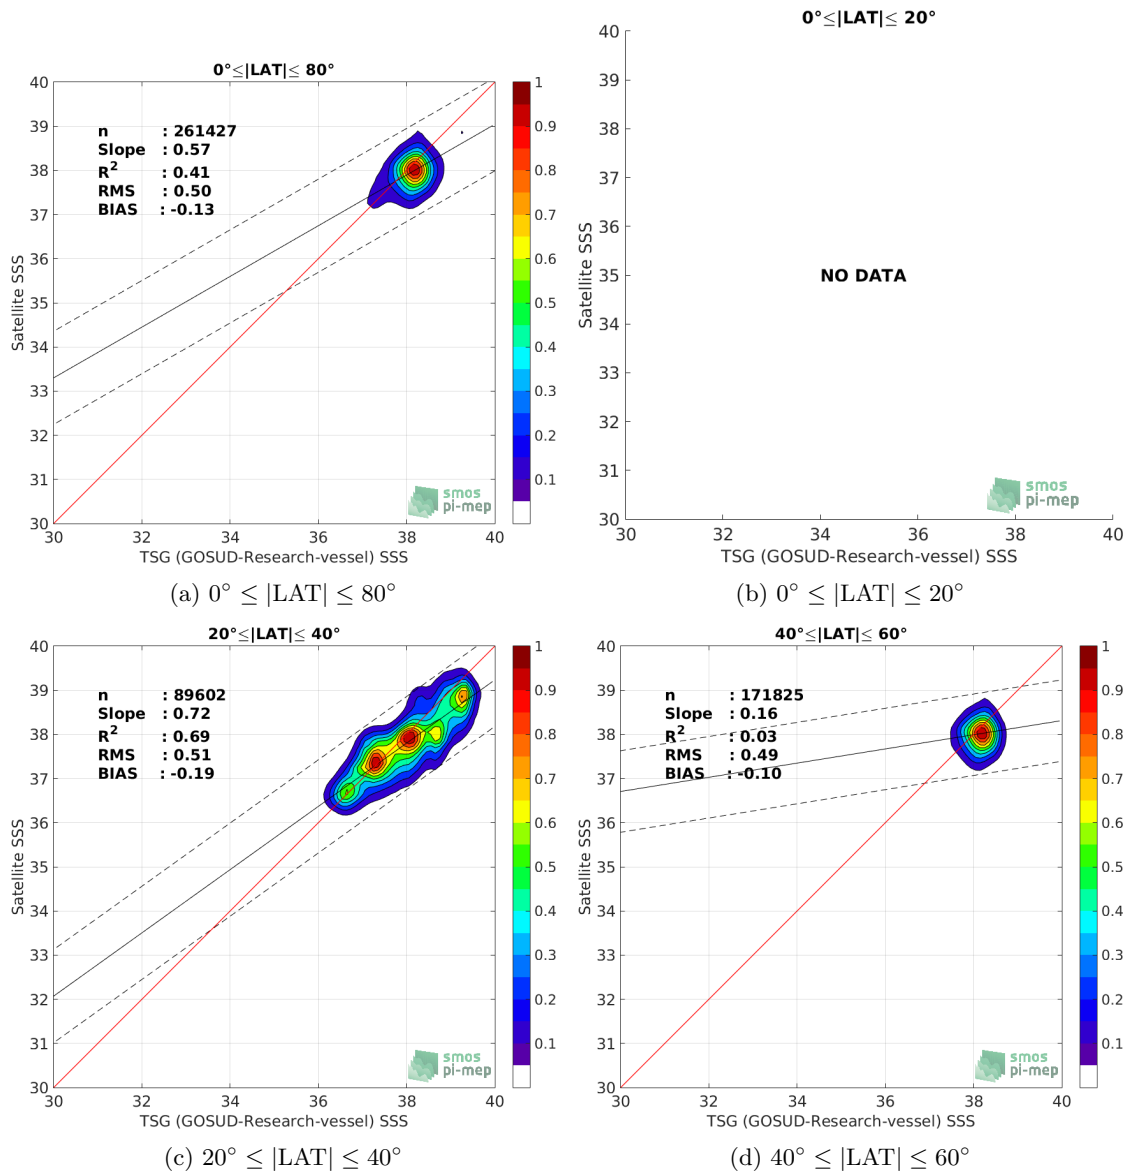 0°≤|LAT|≤ 80°
n : 261427
Slope : 0.57
R² : 0.41
RMS : 0.50
BIAS : -0.13
40
39
38
37
36
35
34
33
32
31
30
Satellite SSS
30 32 34 36 38 40
TSG (GOSUD-Research-vessel) SSS
1
0.9
0.8
0.7
0.6
0.5
0.4
0.3
0.2
0.1
smos
pi-mep
(a) 0° ≤ |LAT| ≤ 80°
0°≤|LAT|≤ 20°
40
39
38
37
36
35
34
33
32
31
30
Satellite SSS
NO DATA
30 32 34 36 38 40
TSG (GOSUD-Research-vessel) SSS
smos
pi-mep
(b) 0° ≤ |LAT| ≤ 20°
20°≤|LAT|≤ 40°
n : 89602
Slope : 0.72
R² : 0.69
RMS : 0.51
BIAS : -0.19
40
39
38
37
36
35
34
33
32
31
30
Satellite SSS
30 32 34 36 38 40
TSG (GOSUD-Research-vessel) SSS
1
0.9
0.8
0.7
0.6
0.5
0.4
0.3
0.2
0.1
smos
pi-mep
(c) 20° ≤ |LAT| ≤ 40°
40°≤|LAT|≤ 60°
n : 171825
Slope : 0.16
R² : 0.03
RMS : 0.49
BIAS : -0.10
40
39
38
37
36
35
34
33
32
31
30
Satellite SSS
30 32 34 36 38 40
TSG (GOSUD-Research-vessel) SSS
1
0.9
0.8
0.7
0.6
0.5
0.4
0.3
0.2
0.1
smos
pi-mep
(d) 40° ≤ |LAT| ≤ 60°